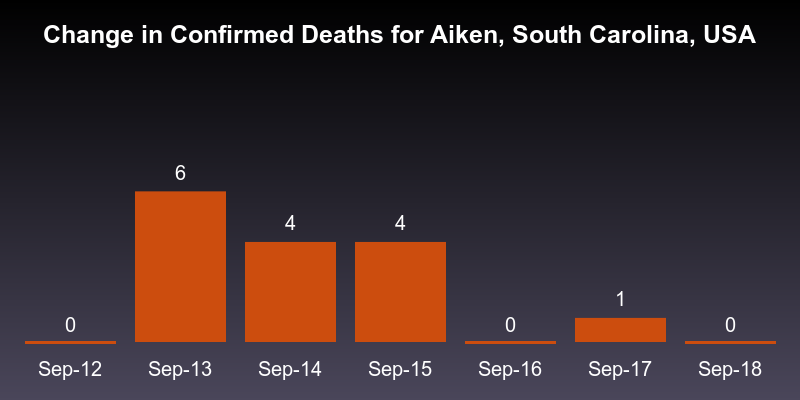 Change in Confirmed Deaths for Aiken, South Carolina, USA
6
4 4
1
0 0 0
Sep-12 Sep-13 Sep-14 Sep-15 Sep-16 Sep-17 Sep-18